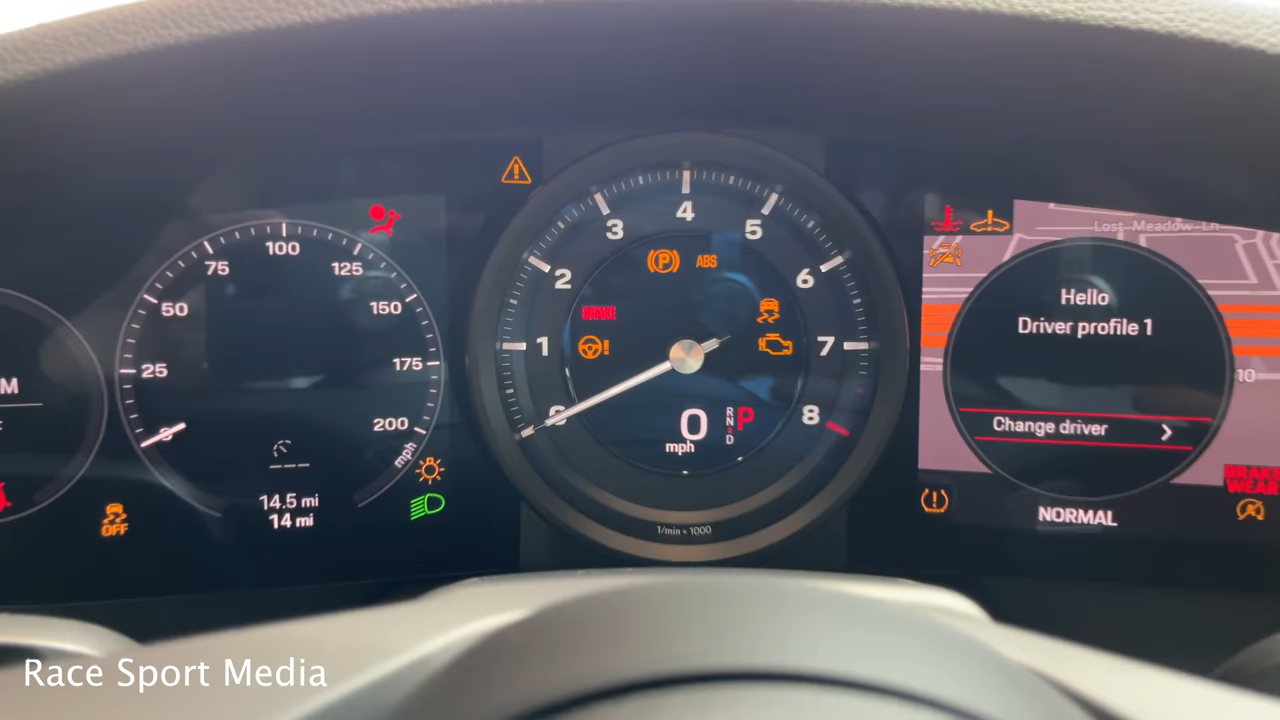 M
25
50
75
100
125
150
175
200
mph
0
14.5 mi
14 mi
OFF
0
1
2
3
4
5
6
7
8
P
ABS
BRAKE
0
mph
R
N
D
P
1/min × 1000
Lost Meadow Ln
10
Hello
Driver profile 1
Change driver
BRAKE
WEAR
NORMAL
Race Sport Media